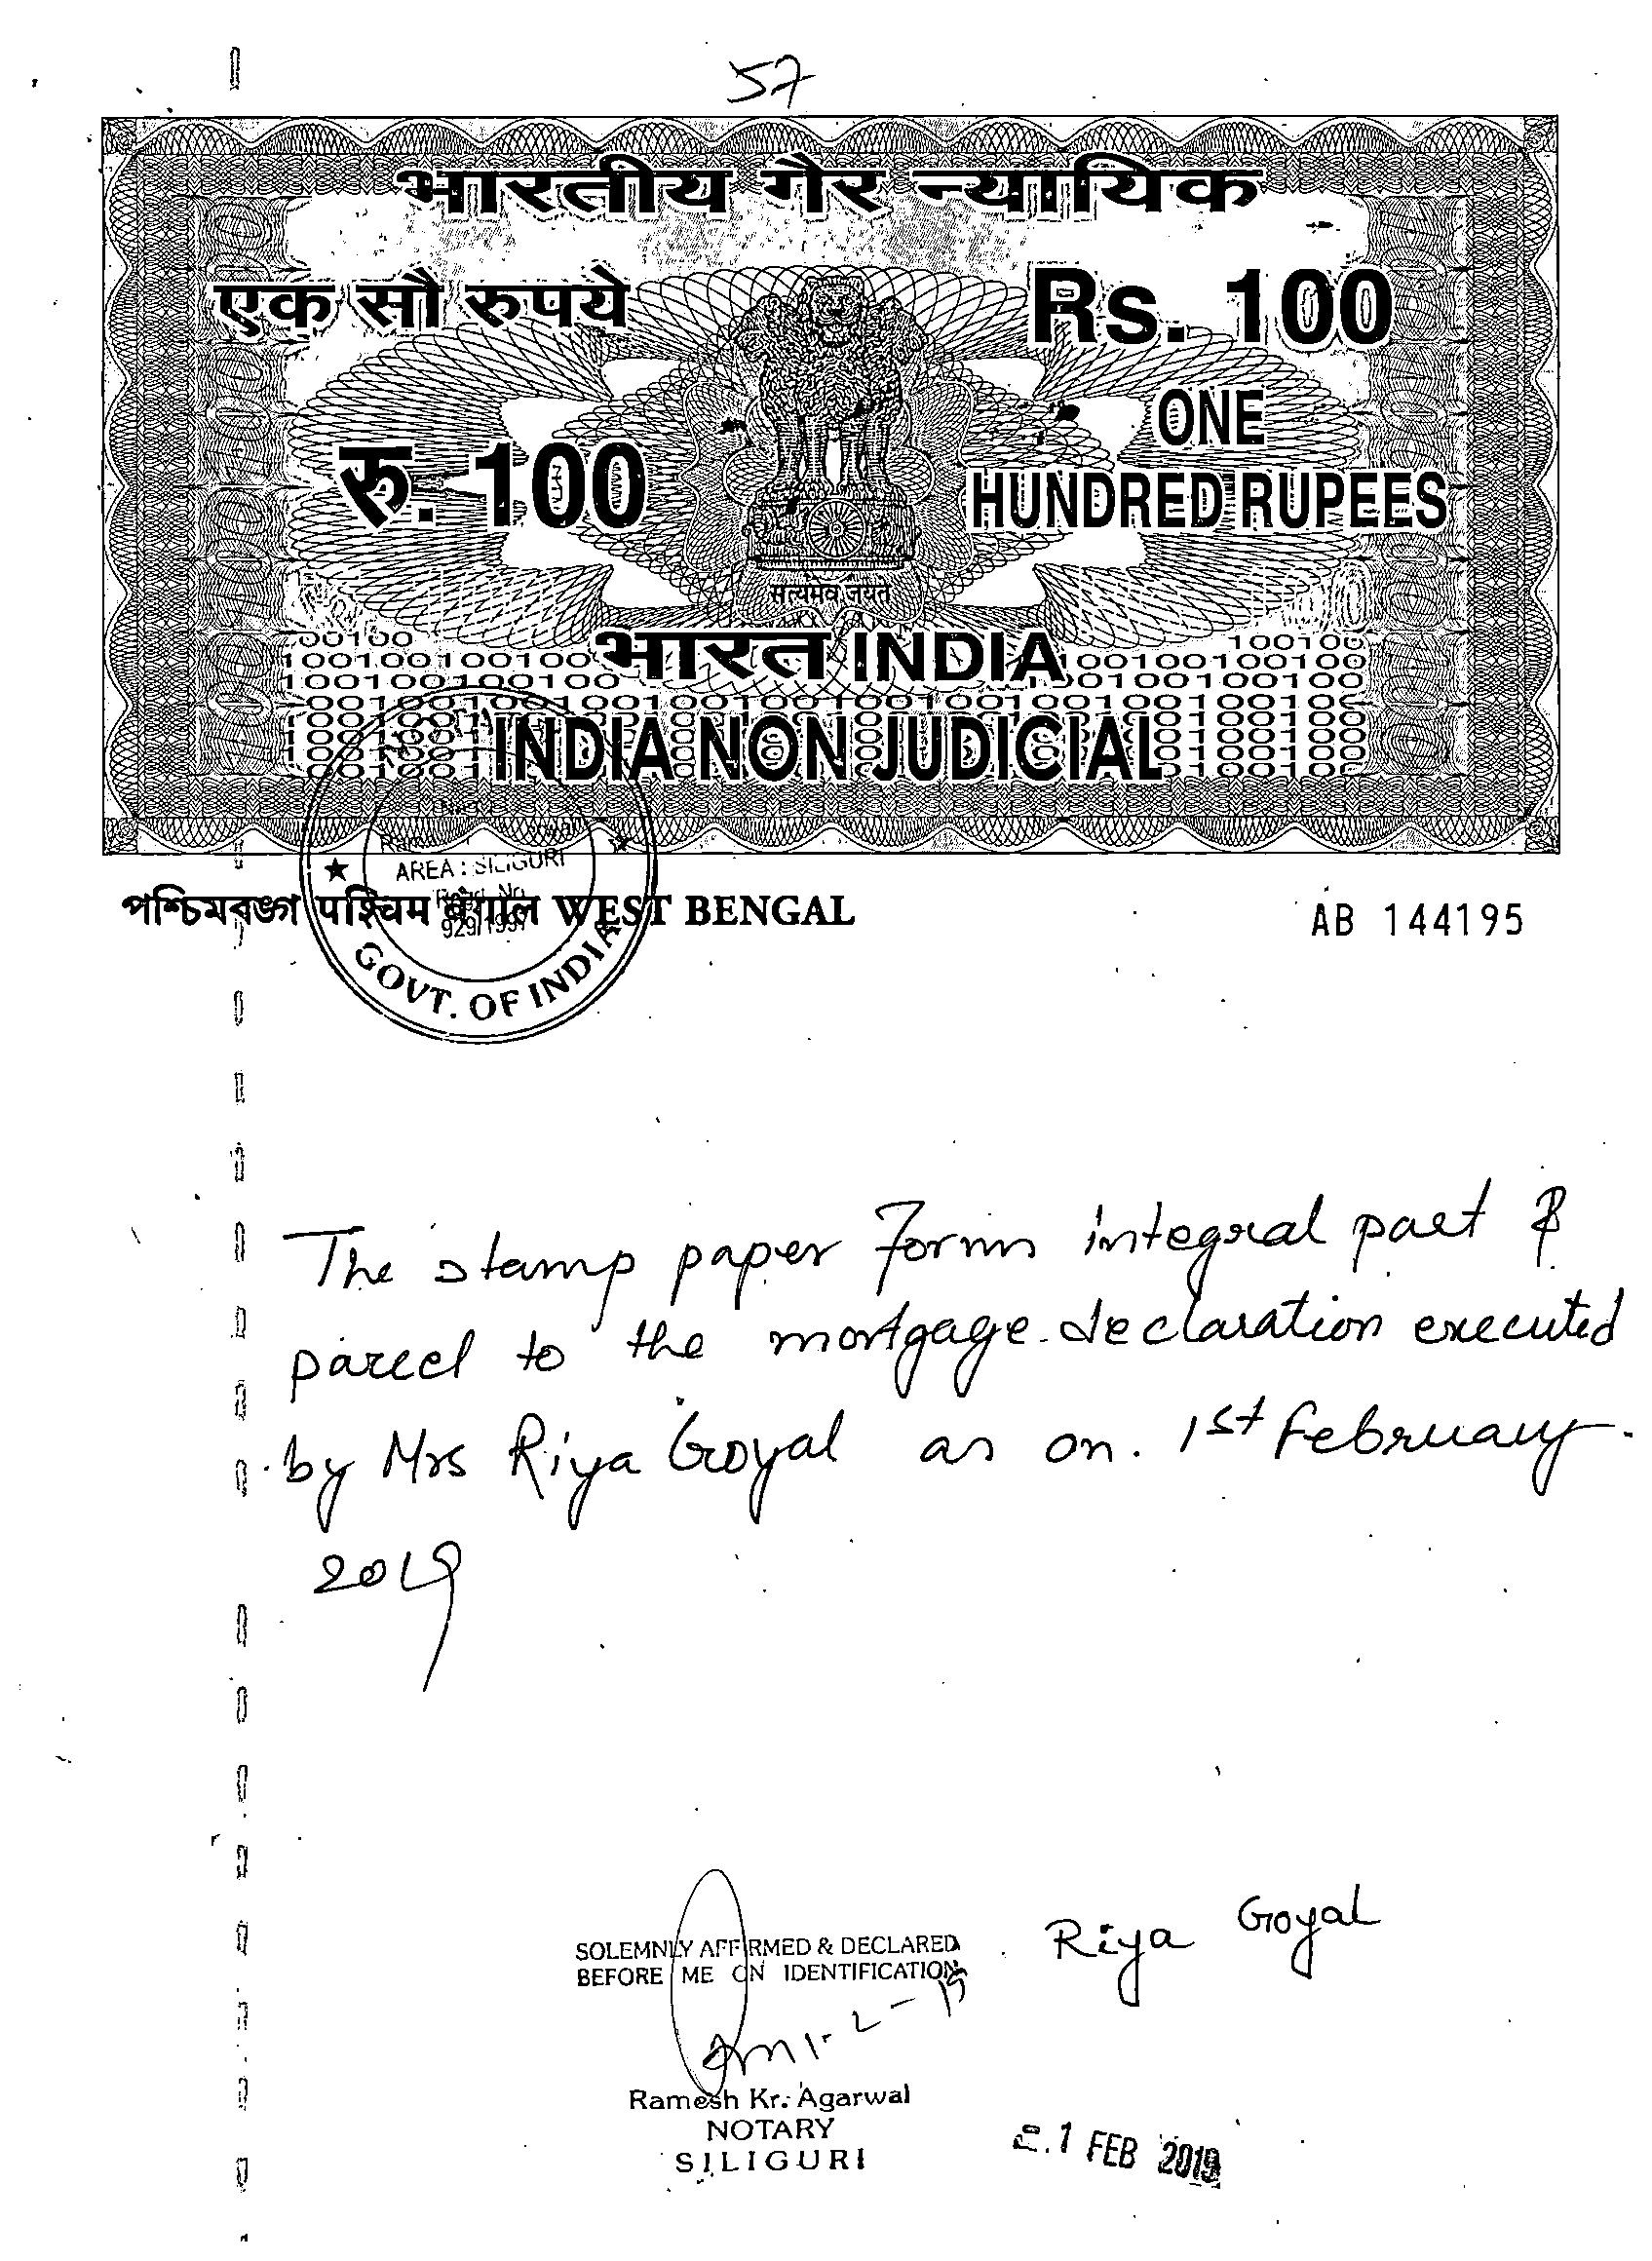 57
भारतीय गैर न्यायिक
एक सौ रुपये
Rs. 100
रु. 100
ONE
HUNDRED RUPEES
सत्यमेव जयते
भारत INDIA
INDIA NON JUDICIAL
AREA : SILIGURI
Regd. No.
929/1997
GOVT. OF INDIA
পশ্চিমবঙ্গ पश्चिम बंगाल WEST BENGAL
AB 144195
The stamp paper Forms integral part &
parcel to the mortgage declaration executed
by Mrs Riya Goyal as on. 1st February
2019
Riya Goyal
SOLEMNLY AFFIRMED & DECLARED
BEFORE ME ON IDENTIFICATION
1-2-19
Ramesh Kr. Agarwal
NOTARY
SILIGURI
1 FEB 2019